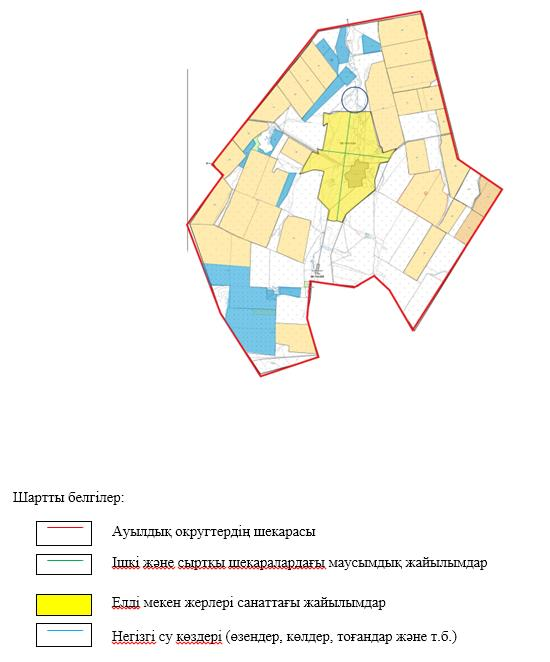 Шартты белгілер:
Ауылдық округтердің шекарасы
Ішкі және сырткы шекаралардағы маусымдық жайылымдар
Елді мекен жерлері санаттағы жайылымдар
Негізгі су көздері (өзендер, көлдер, тоғандар және т.б.)